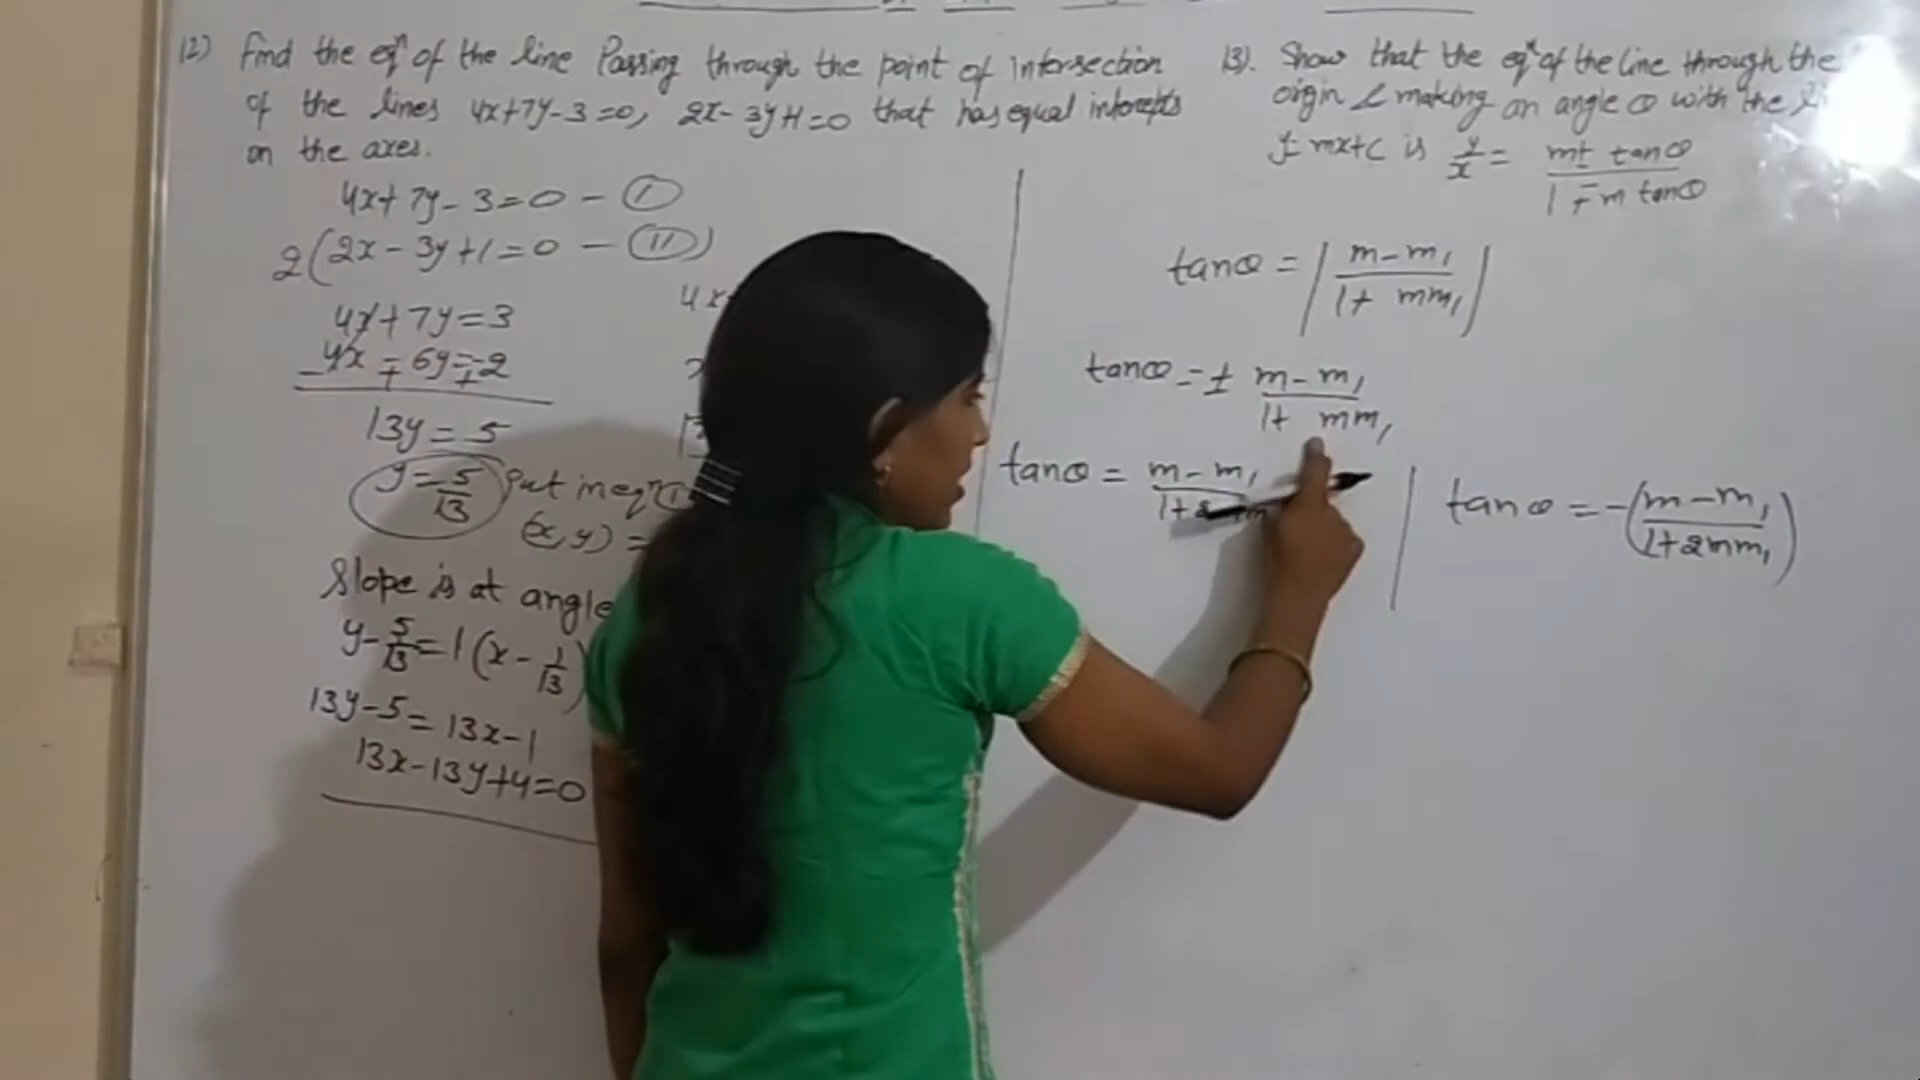 12) Find the eqn of the line Passing through the point of intersection
of the lines 4x+7y-3=0, 2x-3y+1=0 that has equal intercepts
on the axes.
4x+7y-3=0 - (I)
2(2x-3y+1=0 - (II))
4x+7y=3
4x-6y=-2
- + +
13y=5
y=5/13 Put in eqn
(x,y)=
Slope is at angle
y-5/13=1(x-1/13)
13y-5=13x-1
13x-13y+4=0
4x
13). Show that the eqn of the line through the
origin & making an angle θ with the
y=mx+c is y/x = m± tanθ / 1∓m tanθ
tanθ = |m-m₁ / 1+ mm₁|
tanθ = ± m-m₁ / 1+ mm₁
tanθ = m-m₁ / 1+
tanθ = -(m-m₁ / 1+2mm₁)